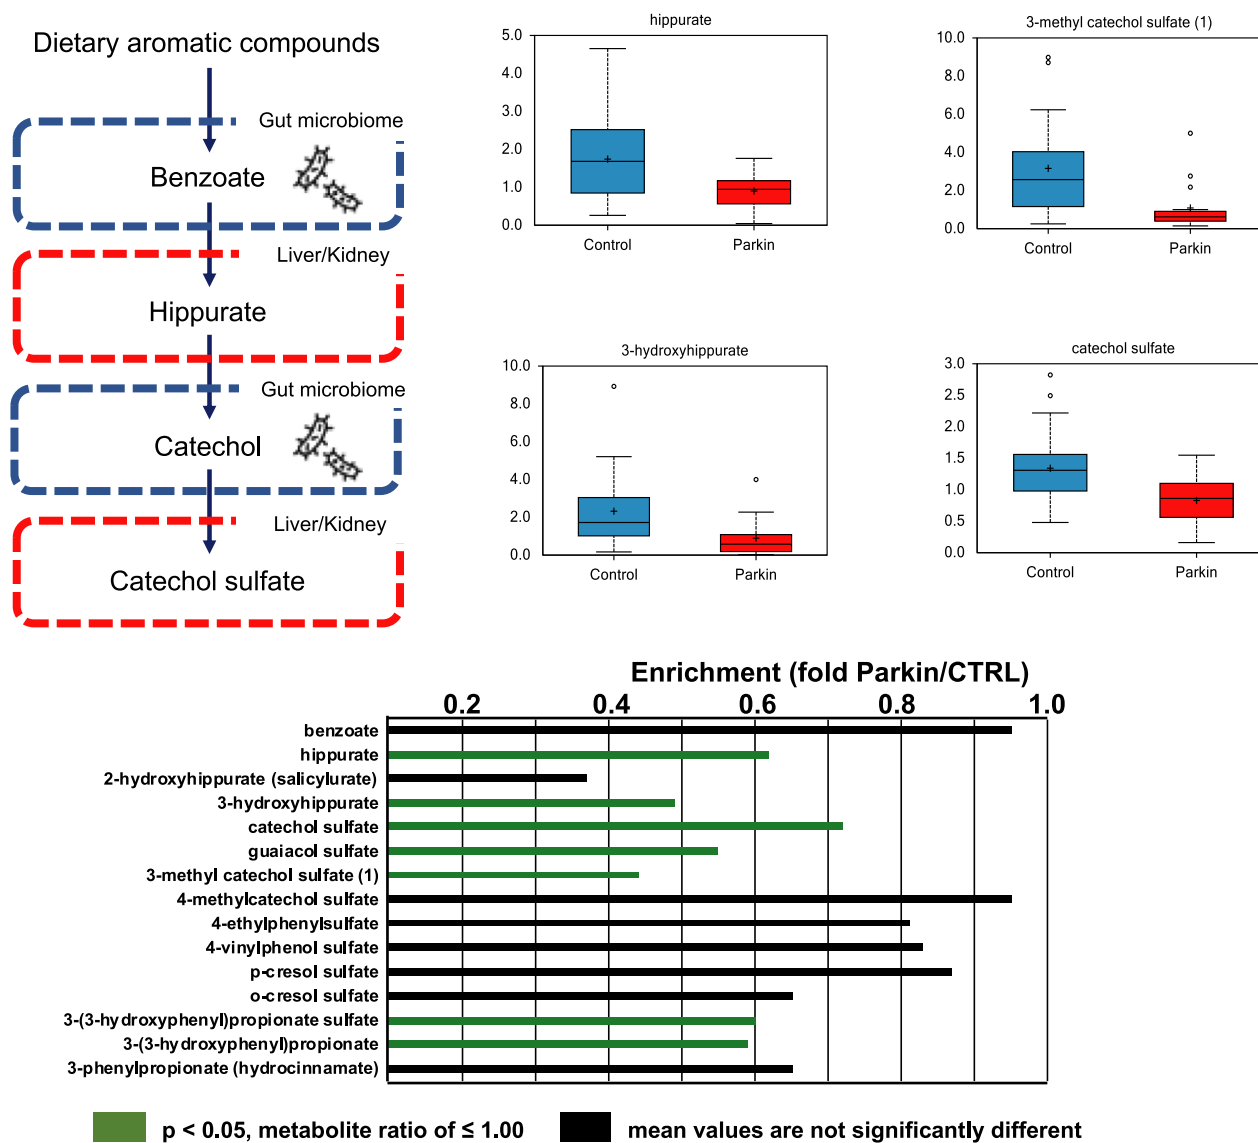 Dietary aromatic compounds
Gut microbiome
Benzoate
Liver/Kidney
Hippurate
Gut microbiome
Catechol
Liver/Kidney
Catechol sulfate
hippurate
5.0
4.0
3.0
2.0
1.0
0.0
Control Parkin
3-methyl catechol sulfate (1)
10.0
8.0
6.0
4.0
2.0
0.0
Control Parkin
3-hydroxyhippurate
10.0
8.0
6.0
4.0
2.0
0.0
Control Parkin
catechol sulfate
3.0
2.5
2.0
1.5
1.0
0.5
0.0
Control Parkin
Enrichment (fold Parkin/CTRL)
0.2 0.4 0.6 0.8 1.0
benzoate
hippurate
2-hydroxyhippurate (salicylurate)
3-hydroxyhippurate
catechol sulfate
guaiacol sulfate
3-methyl catechol sulfate (1)
4-methylcatechol sulfate
4-ethylphenylsulfate
4-vinylphenol sulfate
p-cresol sulfate
o-cresol sulfate
3-(3-hydroxyphenyl)propionate sulfate
3-(3-hydroxyphenyl)propionate
3-phenylpropionate (hydrocinnamate)
p < 0.05, metabolite ratio of ≤ 1.00
mean values are not significantly different